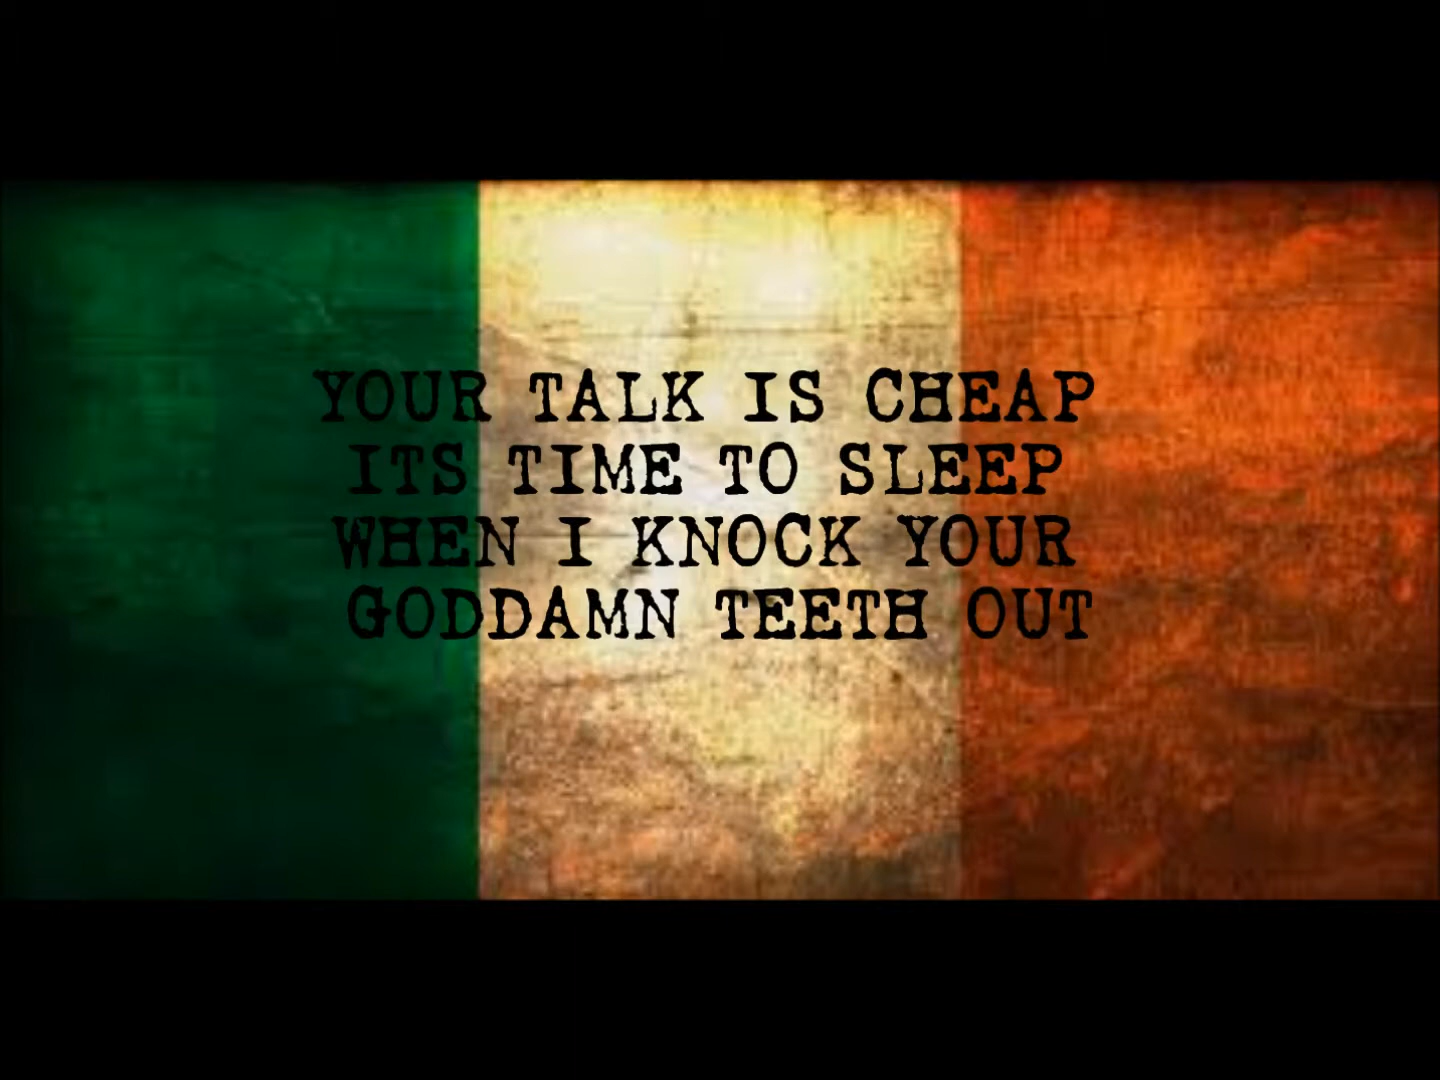 YOUR TALK IS CHEAP
ITS TIME TO SLEEP
WHEN I KNOCK YOUR
GODDAMN TEETH OUT